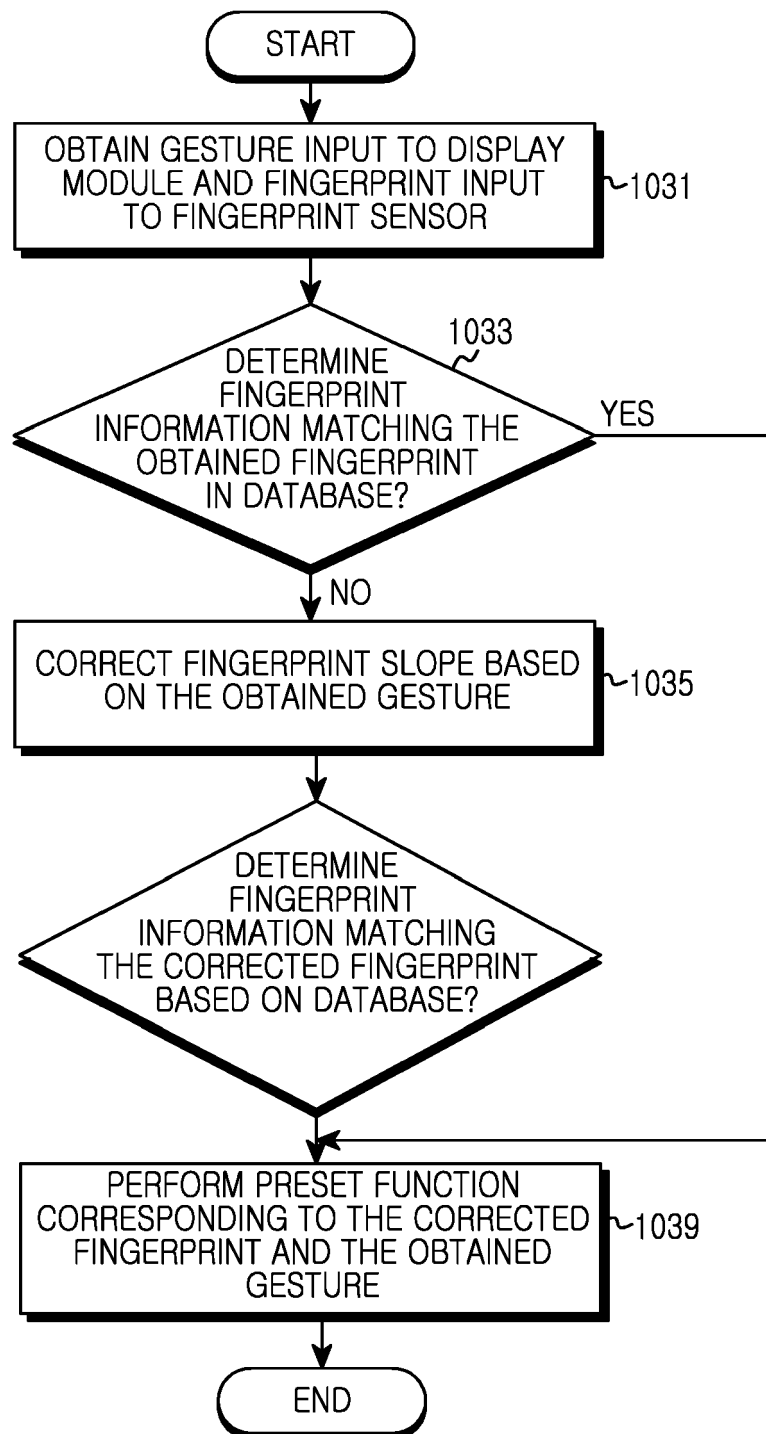 START
OBTAIN GESTURE INPUT TO DISPLAY
MODULE AND FINGERPRINT INPUT
TO FINGERPRINT SENSOR
1031
1033
DETERMINE
FINGERPRINT
INFORMATION MATCHING THE
OBTAINED FINGERPRINT
IN DATABASE?
YES
NO
CORRECT FINGERPRINT SLOPE BASED
ON THE OBTAINED GESTURE
1035
DETERMINE
FINGERPRINT
INFORMATION MATCHING
THE CORRECTED FINGERPRINT
BASED ON DATABASE?
PERFORM PRESET FUNCTION
CORRESPONDING TO THE CORRECTED
FINGERPRINT AND THE OBTAINED
GESTURE
1039
END